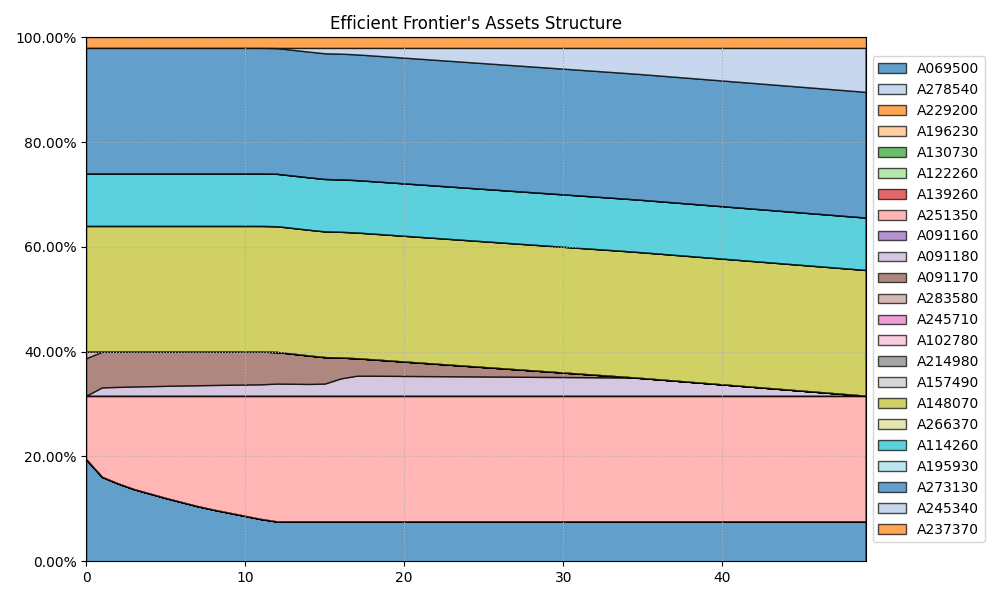 Efficient Frontier's Assets Structure
100.00%
80.00%
60.00%
40.00%
20.00%
0.00%
0
10
20
30
40
A069500
A278540
A229200
A196230
A130730
A122260
A139260
A251350
A091160
A091180
A091170
A283580
A245710
A102780
A214980
A157490
A148070
A266370
A114260
A195930
A273130
A245340
A237370